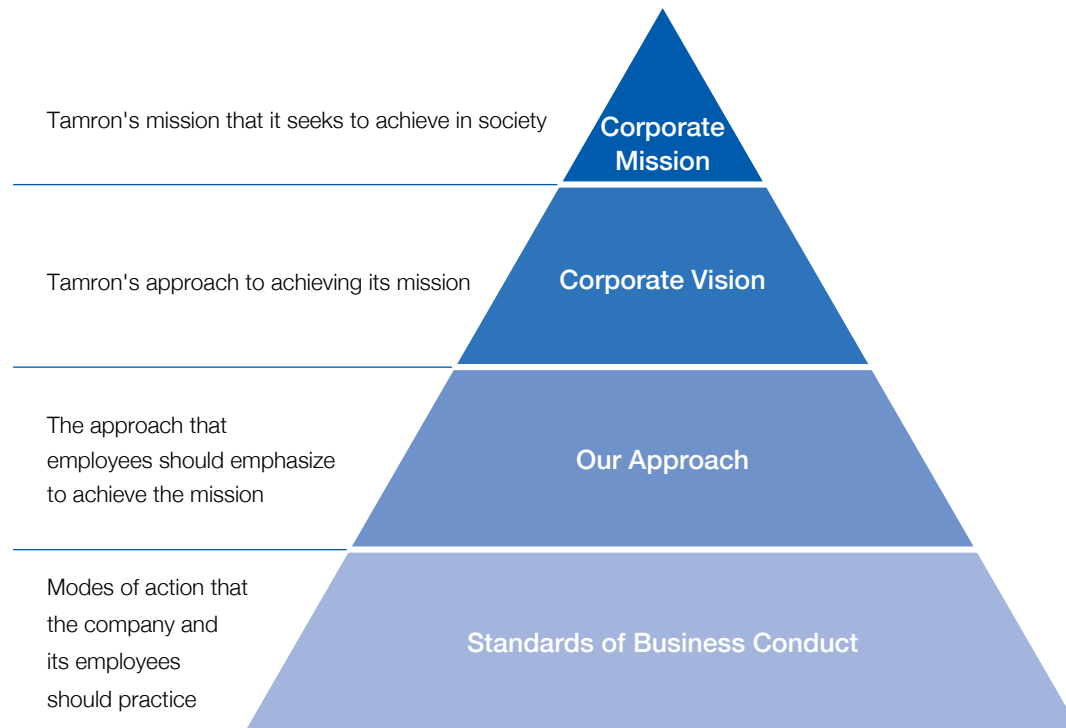 Tamron's mission that it seeks to achieve in society
Corporate
Mission
Tamron's approach to achieving its mission
Corporate Vision
The approach that
employees should emphasize
to achieve the mission
Our Approach
Modes of action that
the company and
its employees
should practice
Standards of Business Conduct